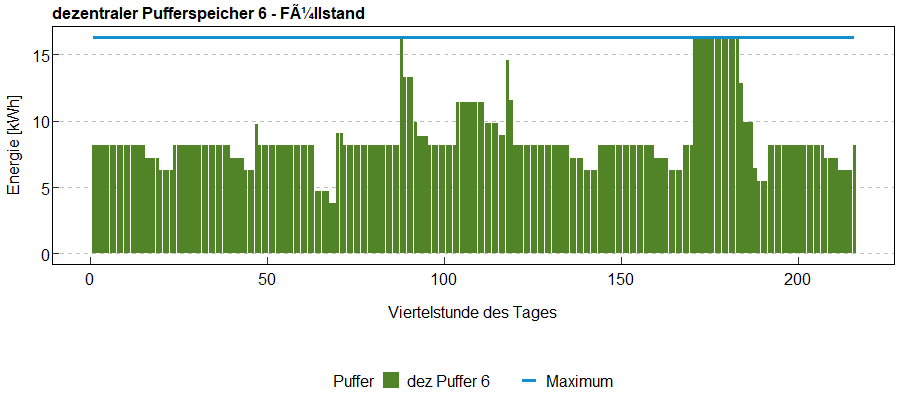 dezentraler Pufferspeicher 6 - FÃ¼llstand
Energie [kWh]
15
10
5
0
0 50 100 150 200
Viertelstunde des Tages
Puffer dez Puffer 6 Maximum